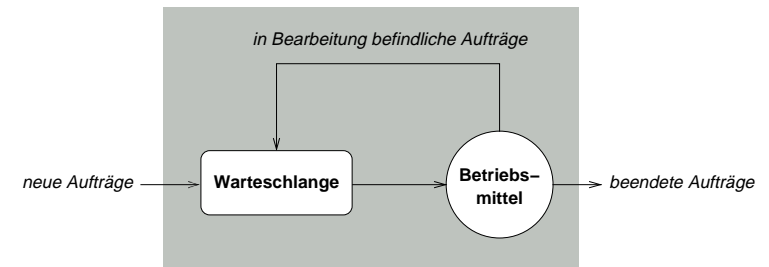 in Bearbeitung befindliche Aufträge
neue Aufträge
Warteschlange
Betriebs–
mittel
beendete Aufträge